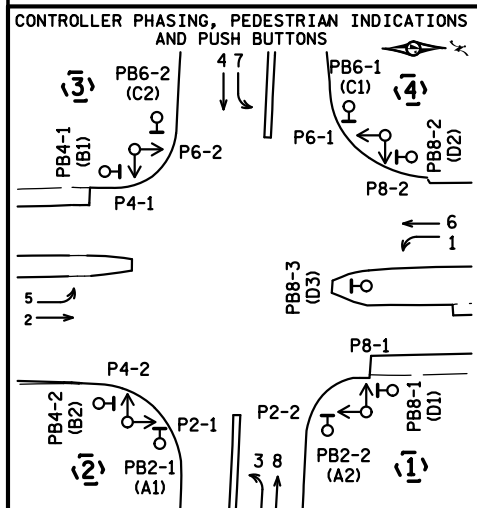 CONTROLLER PHASING, PEDESTRIAN INDICATIONS
AND PUSH BUTTONS
PB6-2
(C2)
4 7
PB6-1
(C1)
3
4
PB4-1
(B1)
P6-2
P6-1
PB8-2
(D2)
P4-1
P8-2
6
1
PB8-3
(D3)
5
2
P8-1
P4-2
PB4-2
(B2)
P2-1
P2-2
PB8-1
(D1)
PB2-1
(A1)
3 8
PB2-2
(A2)
2
1